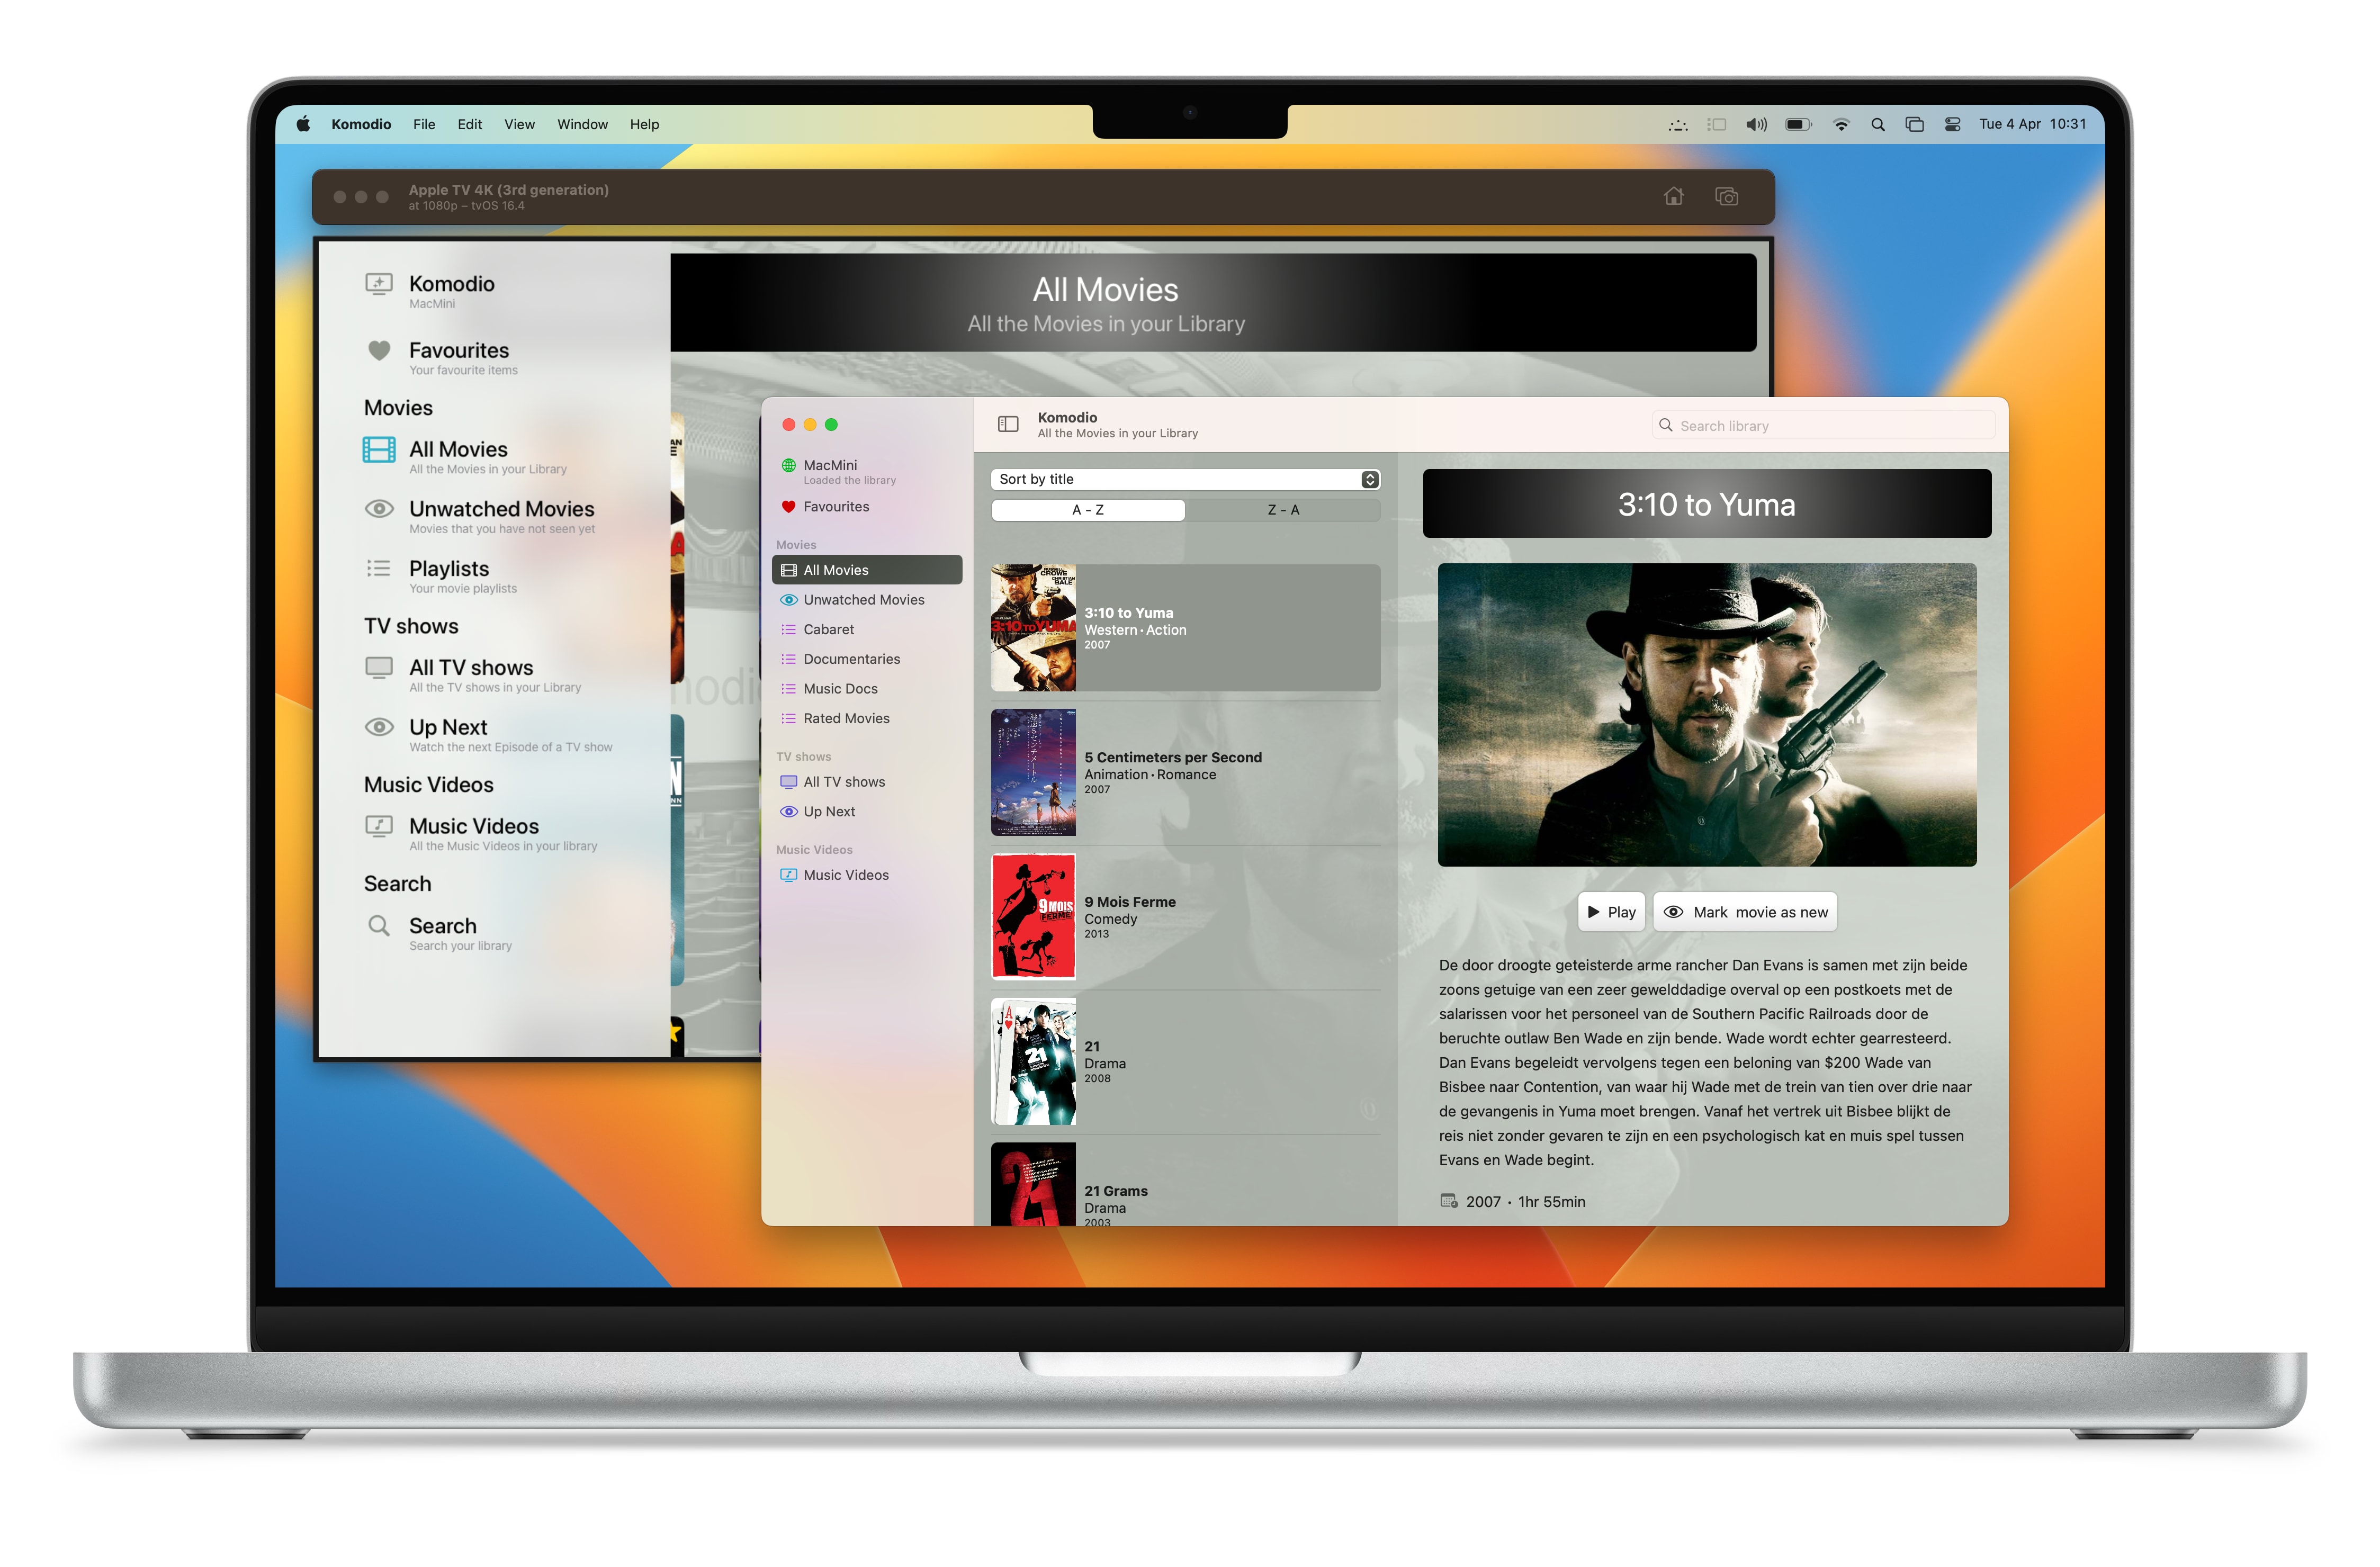 Komodio File Edit View Window Help
Tue 4 Apr 10:31
Apple TV 4K (3rd generation)
at 1080p – tvOS 16.4
Komodio
MacMini
Favourites
Your favourite items
Movies
All Movies
All the Movies in your Library
Unwatched Movies
Movies that you have not seen yet
Playlists
Your movie playlists
TV shows
All TV shows
All the TV shows in your Library
Up Next
Watch the next Episode of a TV show
Music Videos
Music Videos
All the Music Videos in your library
Search
Search
Search your library
All Movies
All the Movies in your Library
MacMini
Loaded the library
Favourites
Movies
All Movies
Unwatched Movies
Cabaret
Documentaries
Music Docs
Rated Movies
TV shows
All TV shows
Up Next
Music Videos
Music Videos
Komodio
All the Movies in your Library
Search library
Sort by title
A - Z
Z - A
CROWE
CHRISTIAN
BALE
3:10 TO YUMA
3:10 to Yuma
Western · Action
2007
5 Centimeters per Second
Animation · Romance
2007
9 MOIS
FERME
9 Mois Ferme
Comedy
2013
A
21
21
Drama
2008
21 Grams
Drama
2003
3:10 to Yuma
Play
Mark movie as new
De door droogte geteisterde arme rancher Dan Evans is samen met zijn beide
zoons getuige van een zeer gewelddadige overval op een postkoets met de
salarissen voor het personeel van de Southern Pacific Railroads door de
beruchte outlaw Ben Wade en zijn bende. Wade wordt echter gearresteerd.
Dan Evans begeleidt vervolgens tegen een beloning van $200 Wade van
Bisbee naar Contention, van waar hij Wade met de trein van tien over drie naar
de gevangenis in Yuma moet brengen. Vanaf het vertrek uit Bisbee blijkt de
reis niet zonder gevaren te zijn en een psychologisch kat en muis spel tussen
Evans en Wade begint.
2007 · 1hr 55min